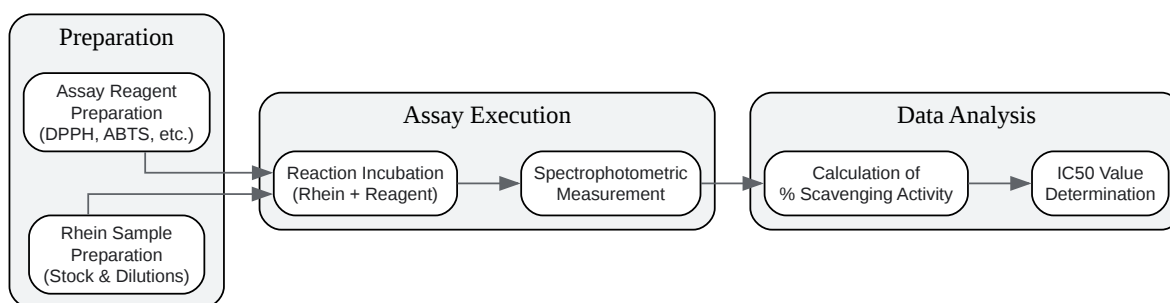 Preparation
Assay Reagent
Preparation
(DPPH, ABTS, etc.)
Rhein Sample
Preparation
(Stock & Dilutions)
Assay Execution
Reaction Incubation
(Rhein + Reagent)
Spectrophotometric
Measurement
Data Analysis
Calculation of
% Scavenging Activity
IC50 Value
Determination